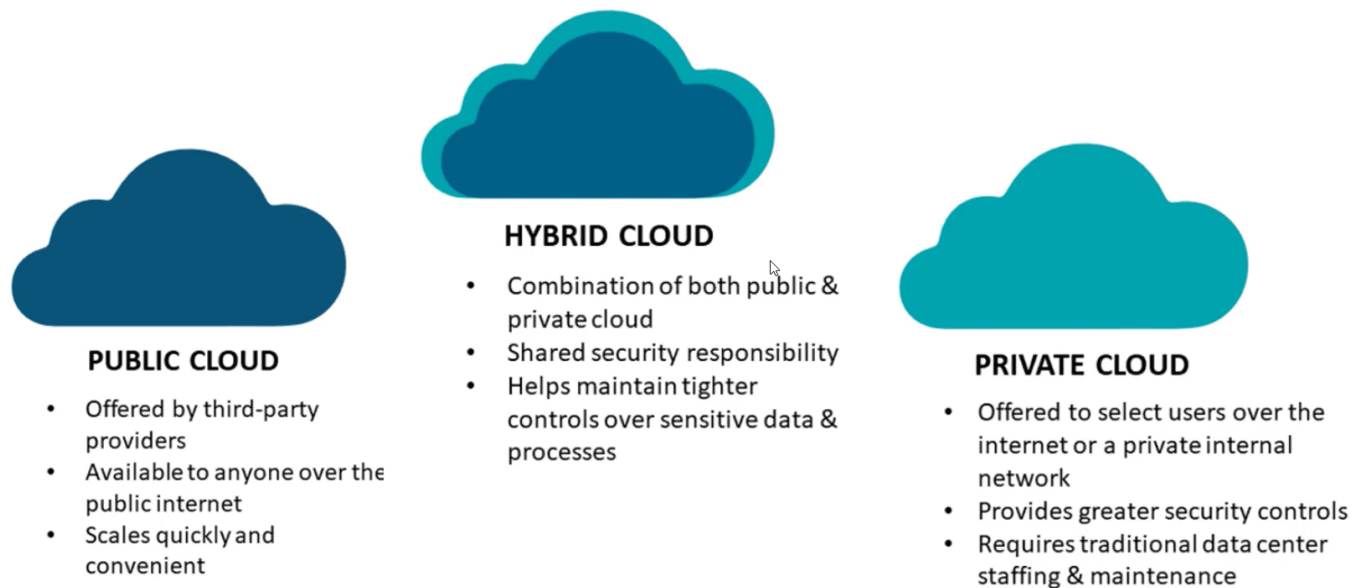 HYBRID CLOUD
• Combination of both public &
private cloud
• Shared security responsibility
• Helps maintain tighter
controls over sensitive data &
processes
PUBLIC CLOUD
• Offered by third-party
providers
• Available to anyone over the
public internet
• Scales quickly and
convenient
PRIVATE CLOUD
• Offered to select users over the
internet or a private internal
network
• Provides greater security controls
• Requires traditional data center
staffing & maintenance